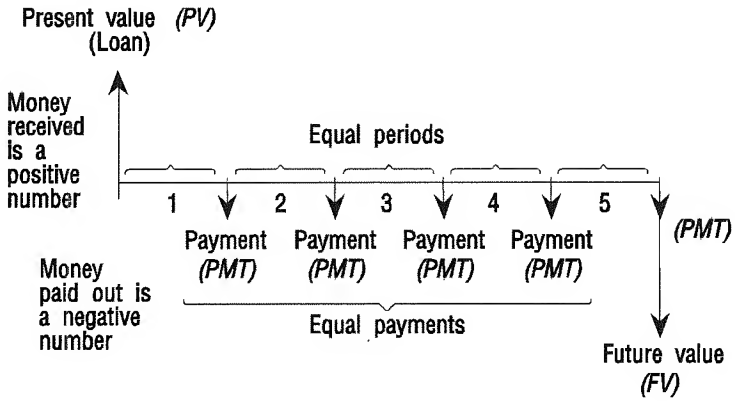 Present value (PV)
(Loan)
Money
received
is a
positive
number
Equal periods
1 2 3 4 5
Payment Payment Payment Payment
(PMT) (PMT) (PMT) (PMT)
(PMT)
Money
paid out is
a negative
number
Equal payments
Future value
(FV)